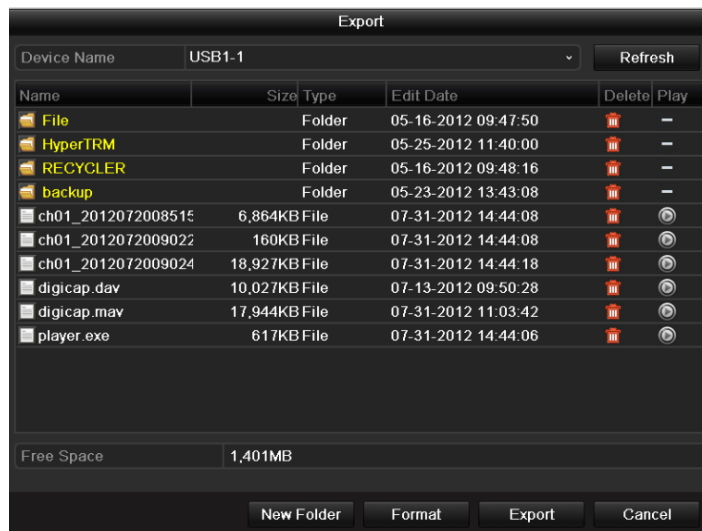 Export
Device Name USB1-1 Refresh
Name Size Type Edit Date Delete Play
File Folder 05-16-2012 09:47:50 –
HyperTRM Folder 05-25-2012 11:40:00 –
RECYCLER Folder 05-16-2012 09:48:16 –
backup Folder 05-23-2012 13:43:08 –
ch01_2012072008515 6,864KB File 07-31-2012 14:44:08
ch01_2012072009022 160KB File 07-31-2012 14:44:08
ch01_2012072009024 18,927KB File 07-31-2012 14:44:18
digicap.dav 10,027KB File 07-13-2012 09:50:28
digicap.mav 17,944KB File 07-31-2012 11:03:42
player.exe 617KB File 07-31-2012 14:44:06
Free Space 1,401MB
New Folder Format Export Cancel